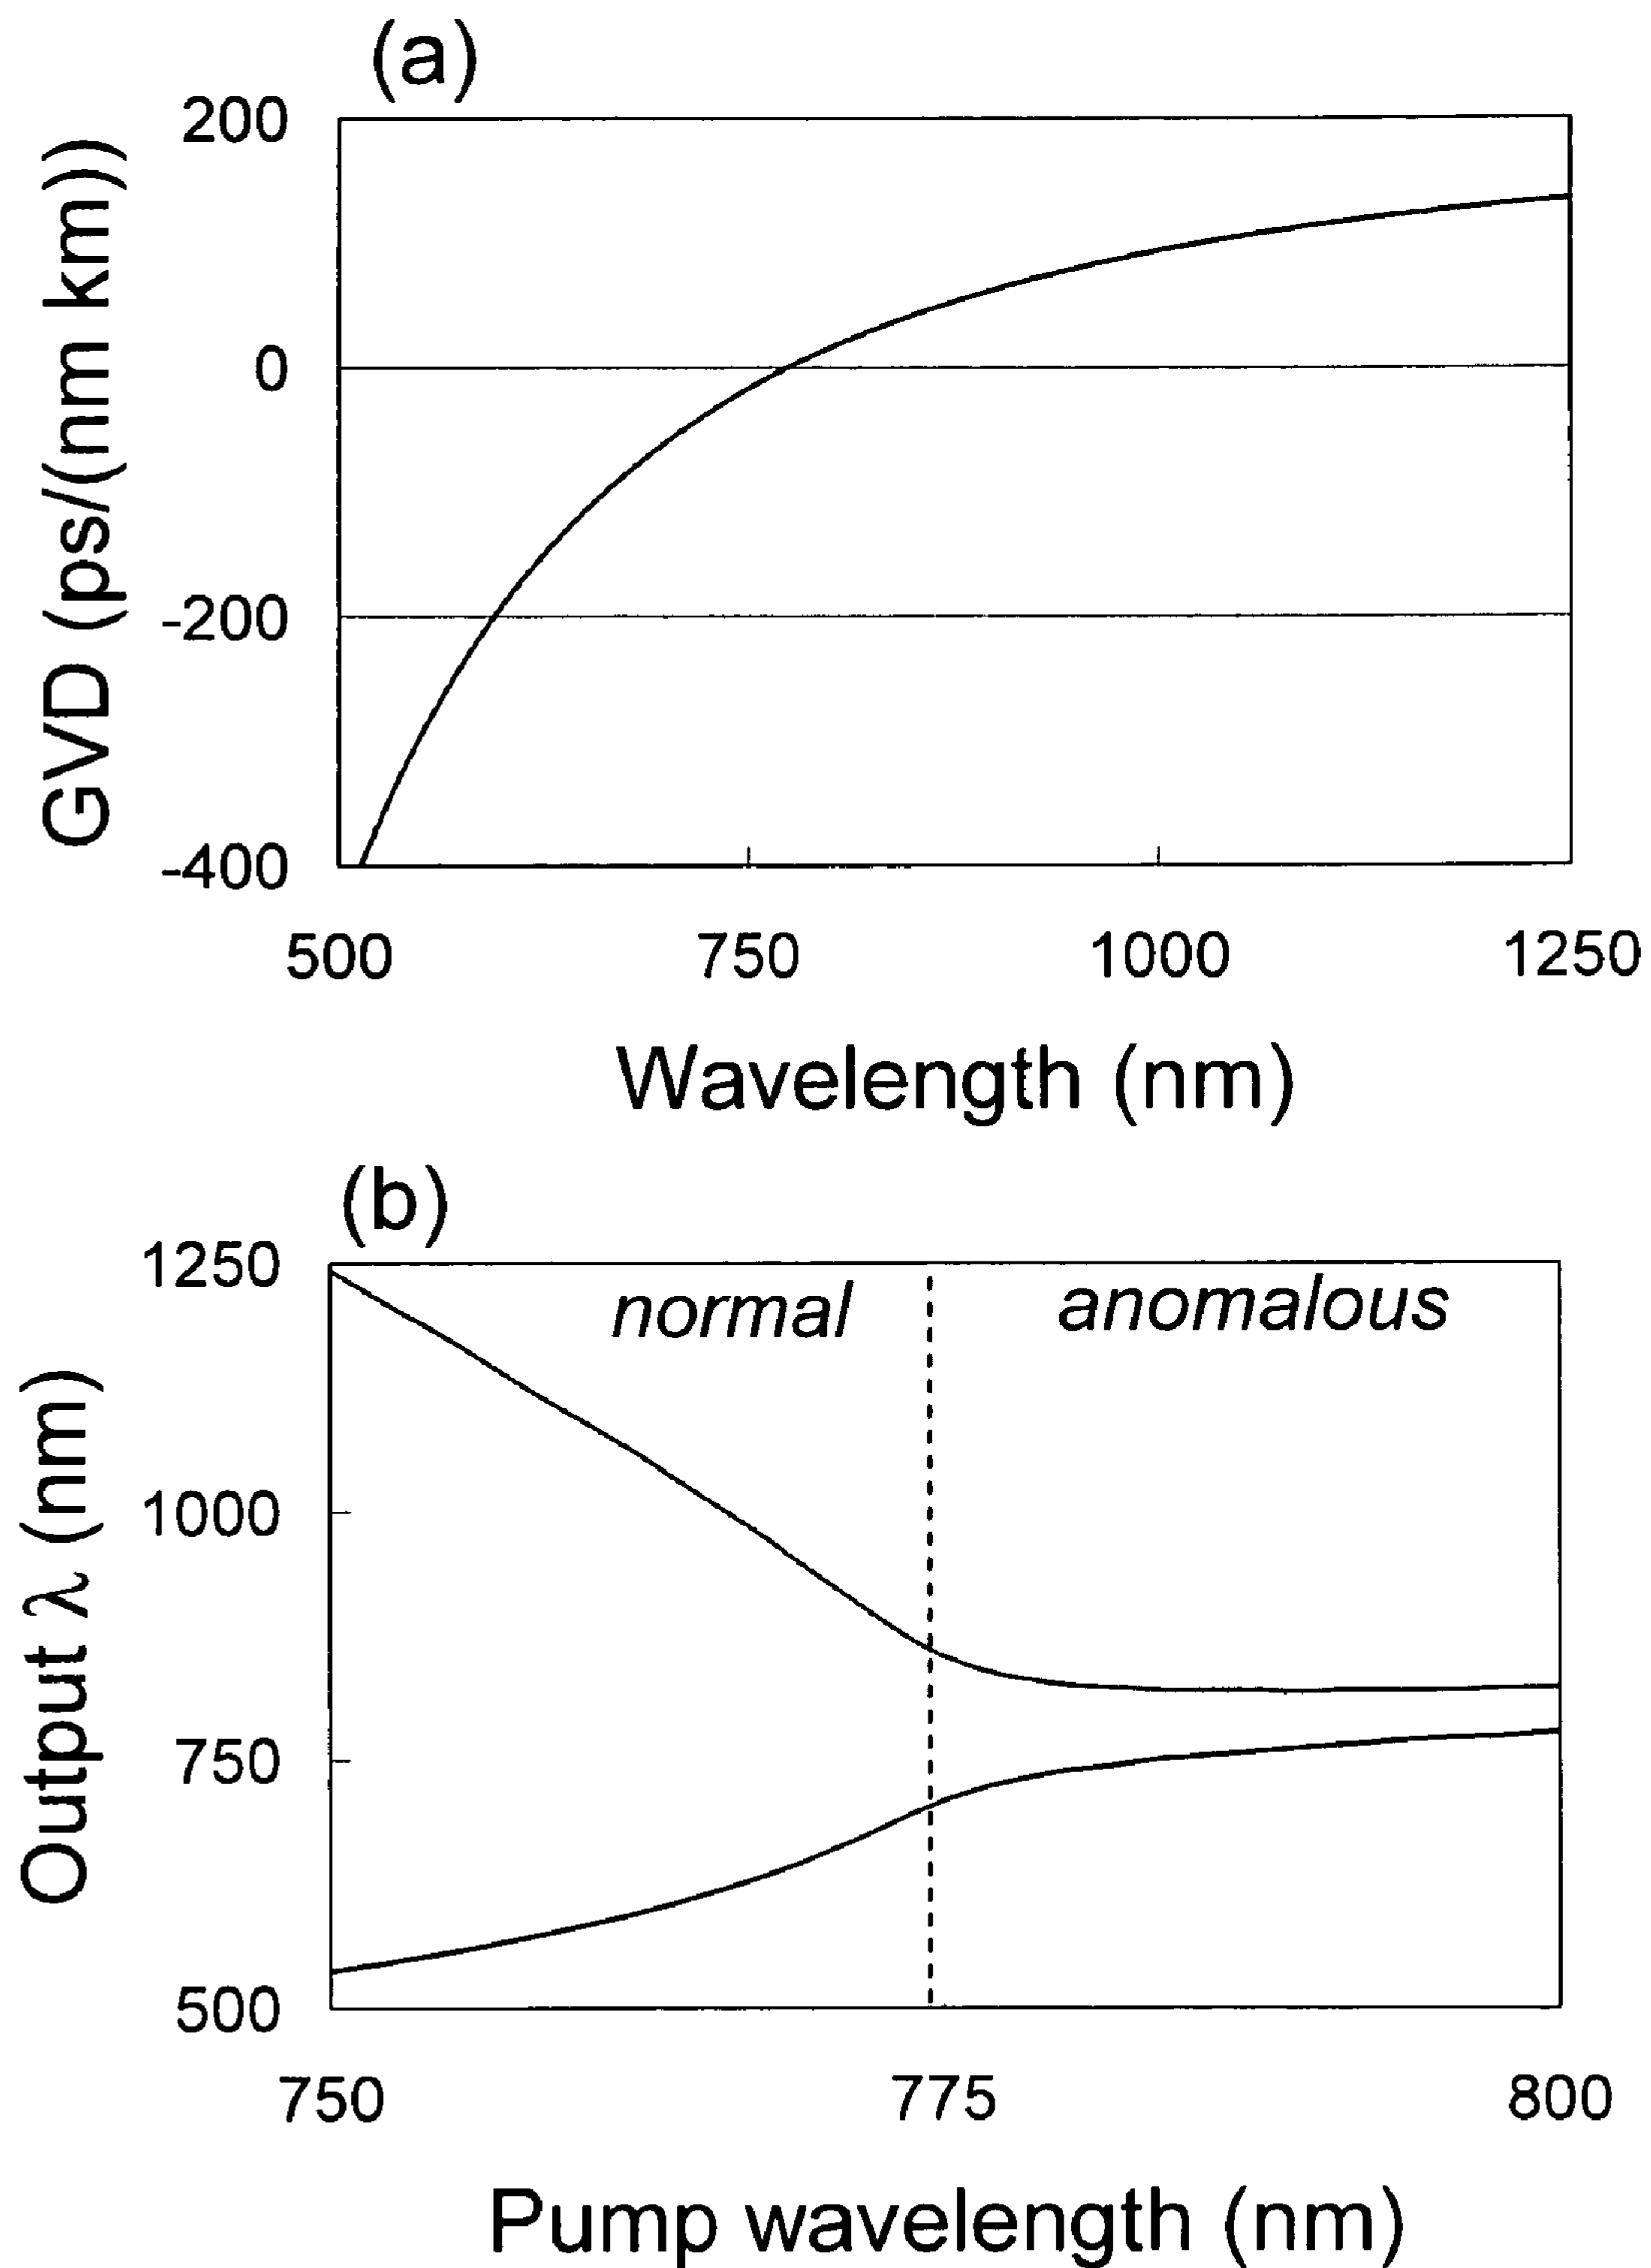 (a)
200
0
-200
-400
GVD (ps/(nm km))
500 750 1000 1250
Wavelength (nm)
(b)
1250
1000
750
500
normal anomalous
Output λ (nm)
750 775 800
Pump wavelength (nm)